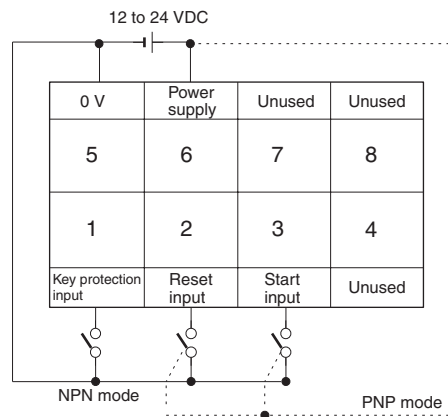 12 to 24 VDC
0 V
Power
supply
Unused
Unused
5
6
7
8
1
2
3
4
Key protection
input
Reset
input
Start
input
Unused
NPN mode
PNP mode